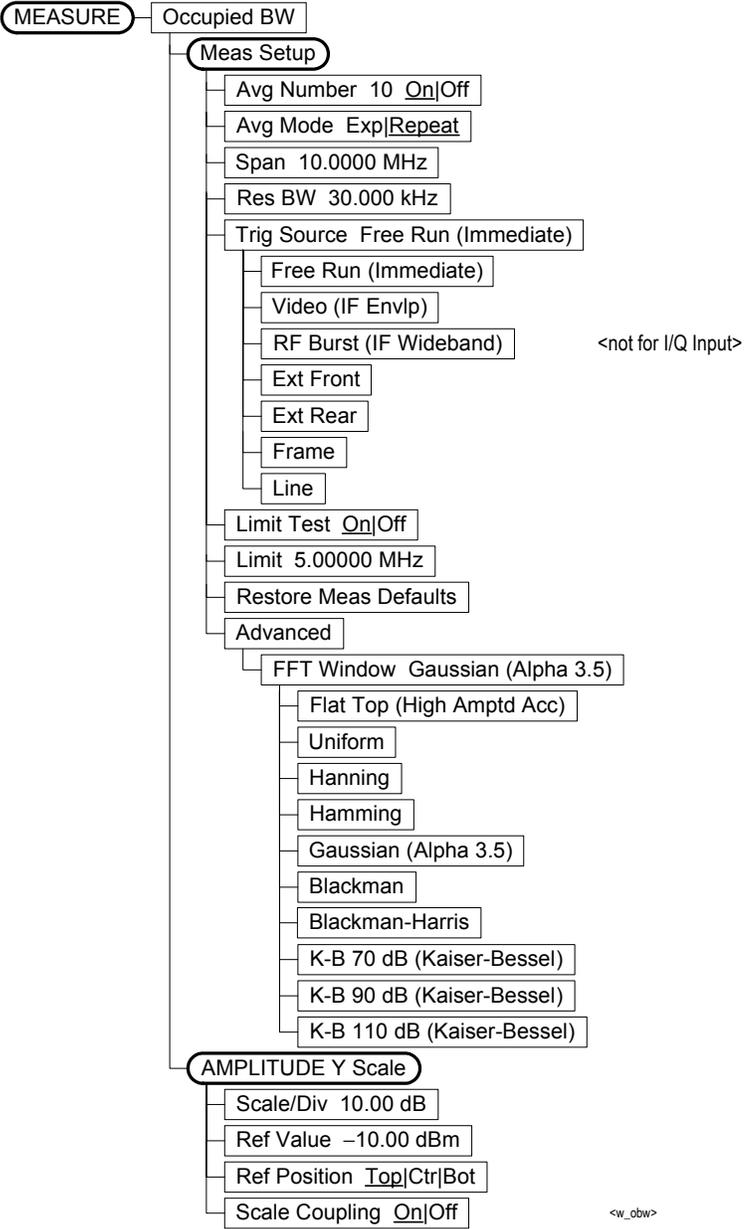 MEASURE Occupied BW
Meas Setup
Avg Number 10 On|Off
Avg Mode Exp|Repeat
Span 10.0000 MHz
Res BW 30.000 kHz
Trig Source Free Run (Immediate)
Free Run (Immediate)
Video (IF Envlp)
RF Burst (IF Wideband) <not for I/Q Input>
Ext Front
Ext Rear
Frame
Line
Limit Test On|Off
Limit 5.00000 MHz
Restore Meas Defaults
Advanced
FFT Window Gaussian (Alpha 3.5)
Flat Top (High Amptd Acc)
Uniform
Hanning
Hamming
Gaussian (Alpha 3.5)
Blackman
Blackman-Harris
K-B 70 dB (Kaiser-Bessel)
K-B 90 dB (Kaiser-Bessel)
K-B 110 dB (Kaiser-Bessel)
AMPLITUDE Y Scale
Scale/Div 10.00 dB
Ref Value –10.00 dBm
Ref Position Top|Ctr|Bot
Scale Coupling On|Off <w_obw>